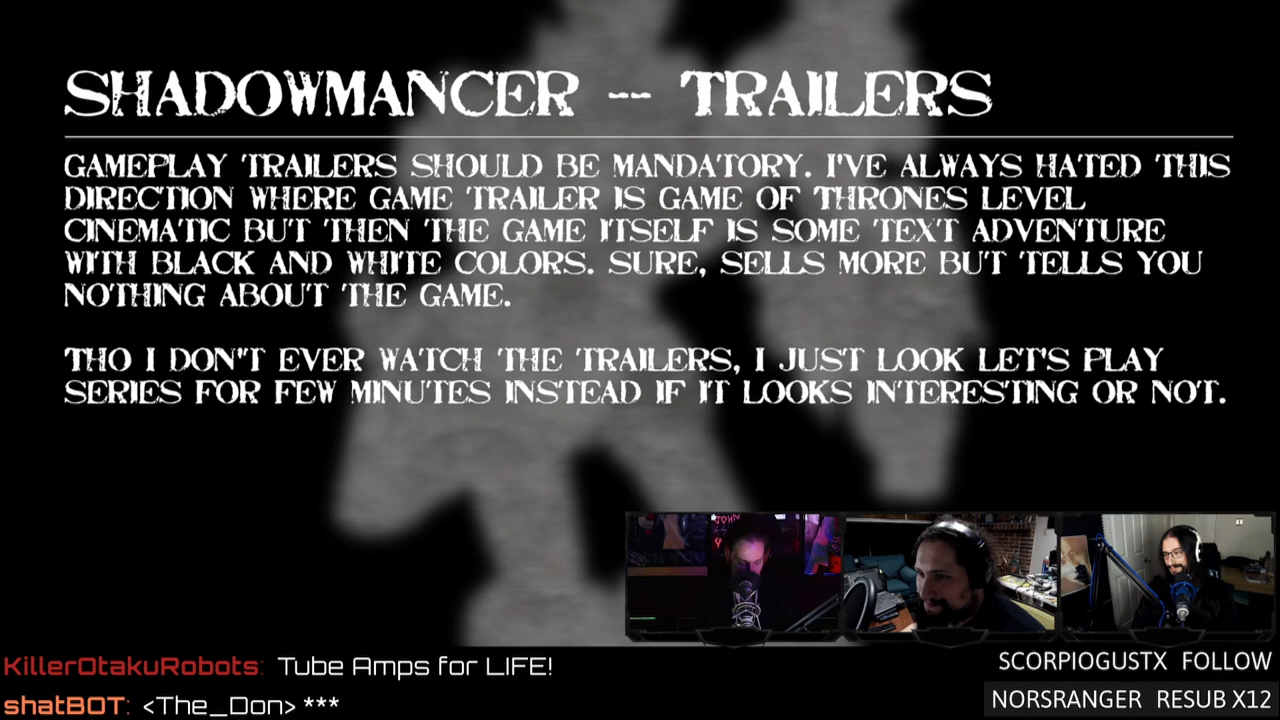 SHADOWMANCER -- TRAILERS
GAMEPLAY TRAILERS SHOULD BE MANDATORY. I'VE ALWAYS HATED THIS
DIRECTION WHERE GAME TRAILER IS GAME OF THRONES LEVEL
CINEMATIC BUT THEN THE GAME ITSELF IS SOME TEXT ADVENTURE
WITH BLACK AND WHITE COLORS. SURE, SELLS MORE BUT TELLS YOU
NOTHING ABOUT THE GAME.
THO I DON'T EVER WATCH THE TRAILERS, I JUST LOOK LET'S PLAY
SERIES FOR FEW MINUTES INSTEAD IF IT LOOKS INTERESTING OR NOT.
JOHN
KillerOtakuRobots: Tube Amps for LIFE!
shatBOT: <The_Don> ***
SCORPIOGUSTX FOLLOW
NORSRANGER RESUB X12